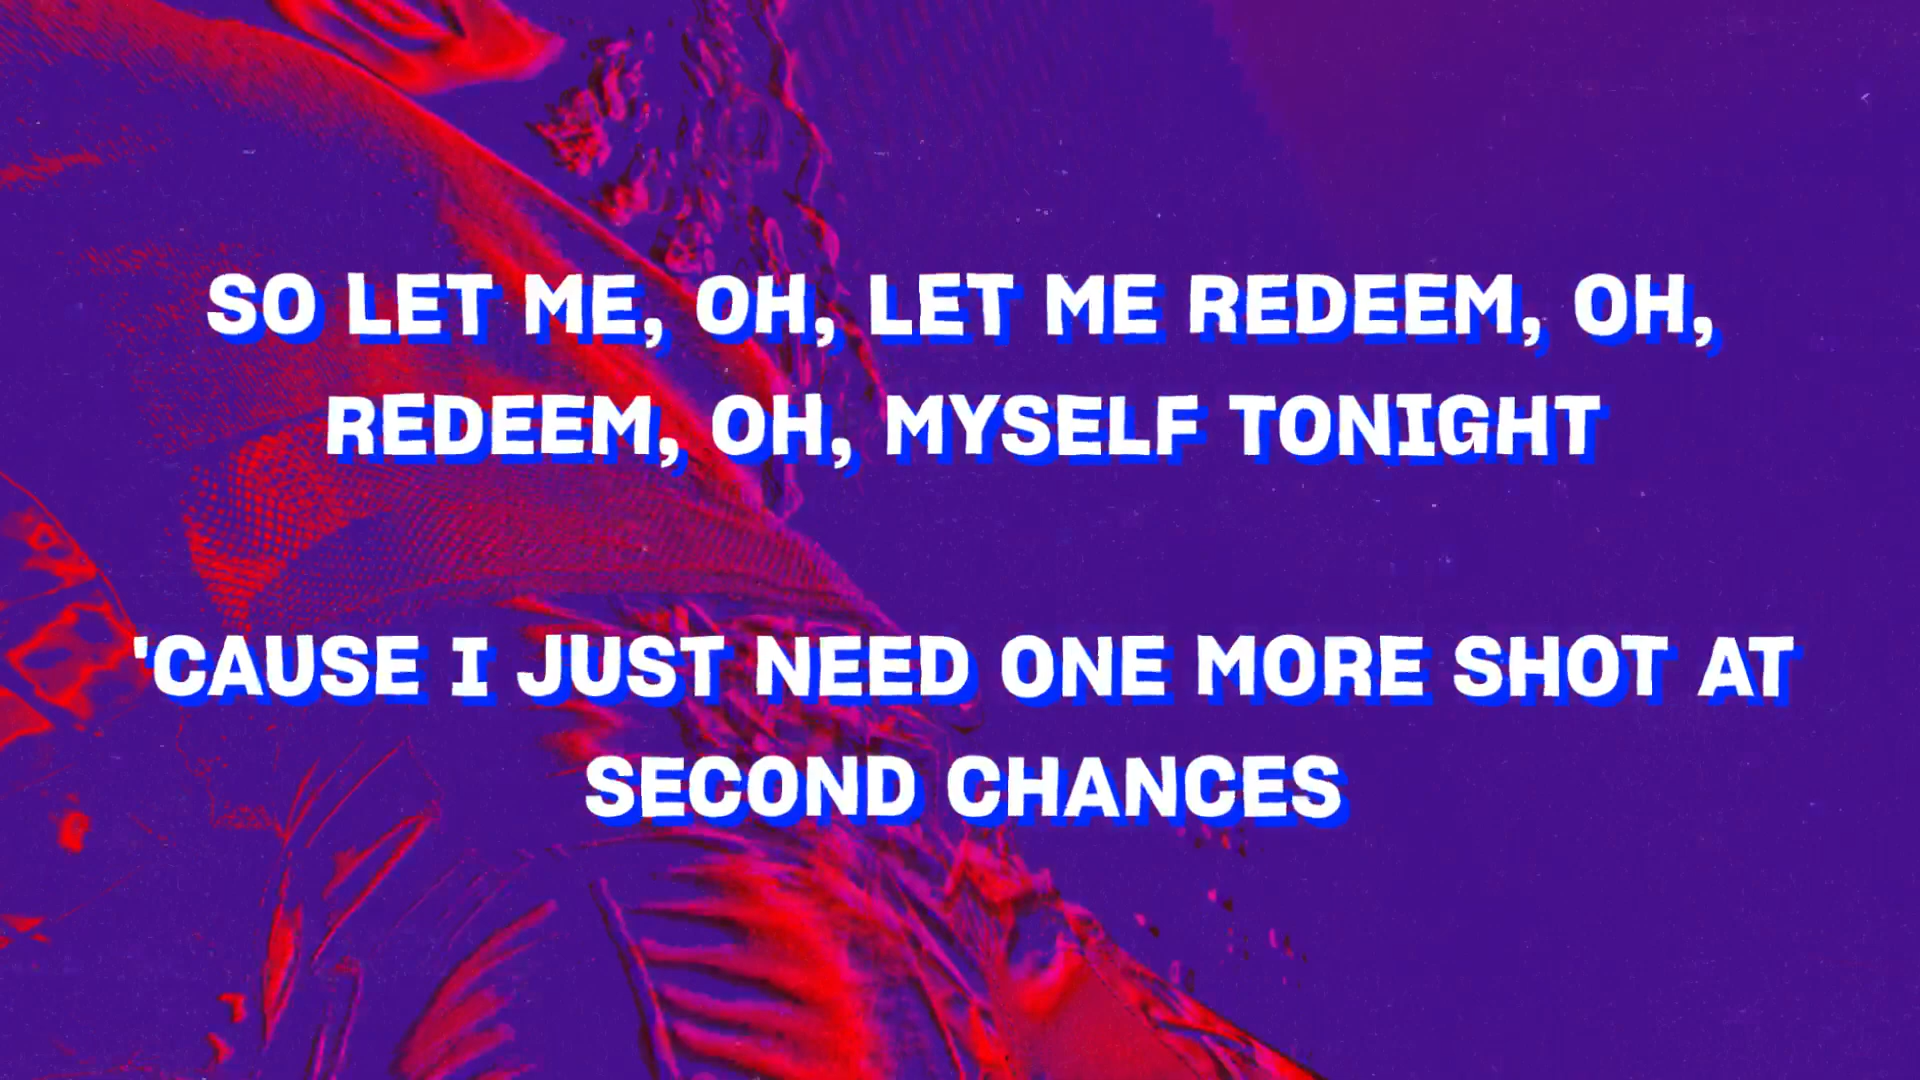 SO LET ME, OH, LET ME REDEEM, OH,
REDEEM, OH, MYSELF TONIGHT
'CAUSE I JUST NEED ONE MORE SHOT AT
SECOND CHANCES